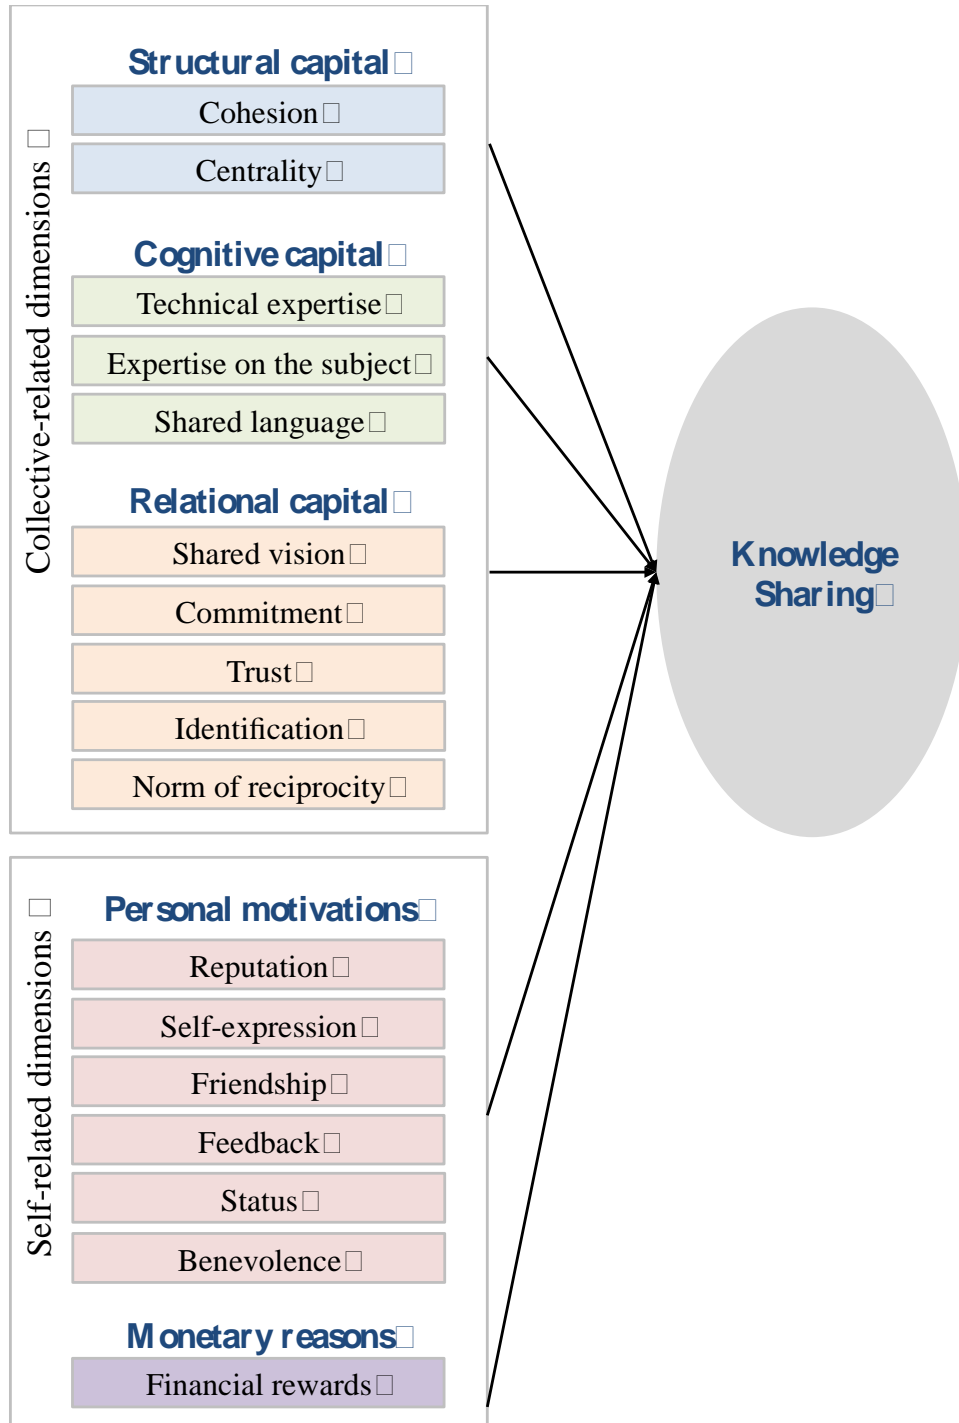 Collective-related dimensions
Structural capital
Cohesion
Centrality
Cognitive capital
Technical expertise
Expertise on the subject
Shared language
Relational capital
Shared vision
Commitment
Trust
Identification
Norm of reciprocity
Self-related dimensions
Personal motivations
Reputation
Self-expression
Friendship
Feedback
Status
Benevolence
Monetary reasons
Financial rewards
Knowledge
Sharing